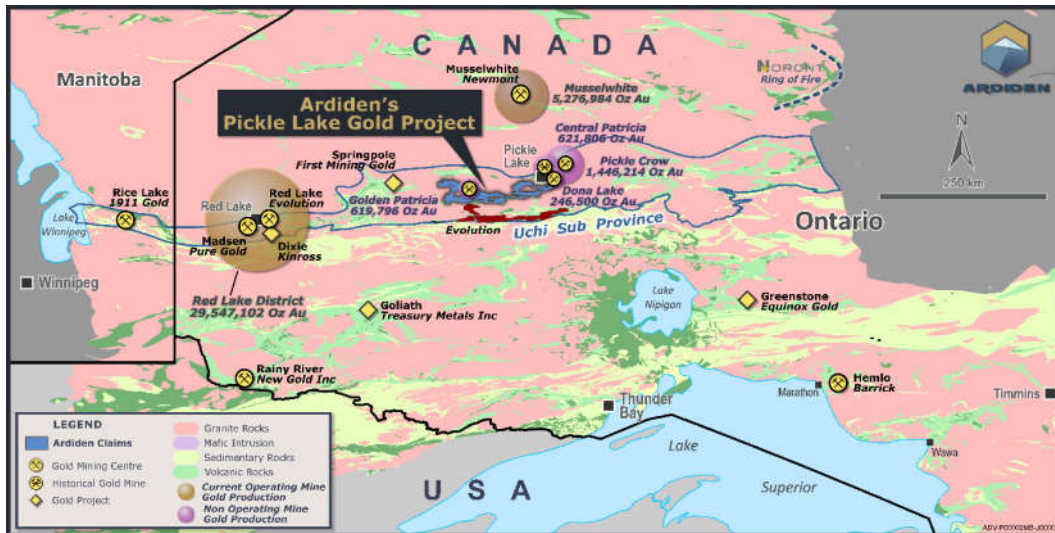 CANADA
Manitoba
NORONT
Ring of Fire
ARDIDEN
Musselwhite
Newmont
Musselwhite
5,276,984 Oz Au
Ardiden's
Pickle Lake Gold Project
N
250 km
Central Patricia
621,806 Oz Au
Pickle
Lake
Pickle Crow
1,446,214 Oz Au
Springpole
First Mining Gold
Dona Lake
246,500 Oz Au
Golden Patricia
619,796 Oz Au
Rice Lake
1911 Gold
Red Lake
Red Lake
Evolution
Evolution
Uchi Sub Province
Ontario
Lake
Winnipeg
Madsen
Pure Gold
Dixie
Kinross
Winnipeg
Red Lake District
29,547,102 Oz Au
Goliath
Treasury Metals Inc
Lake
Nipigon
Greenstone
Equinox Gold
Rainy River
New Gold Inc
Hemlo
Barrick
Marathon
Timmins
Thunder
Bay
Wawa
Lake
Superior
USA
LEGEND
Ardiden Claims
Gold Mining Centre
Historical Gold Mine
Gold Project
Granite Rocks
Mafic Intrusion
Sedimentary Rocks
Volcanic Rocks
Current Operating Mine
Gold Production
Non Operating Mine
Gold Production